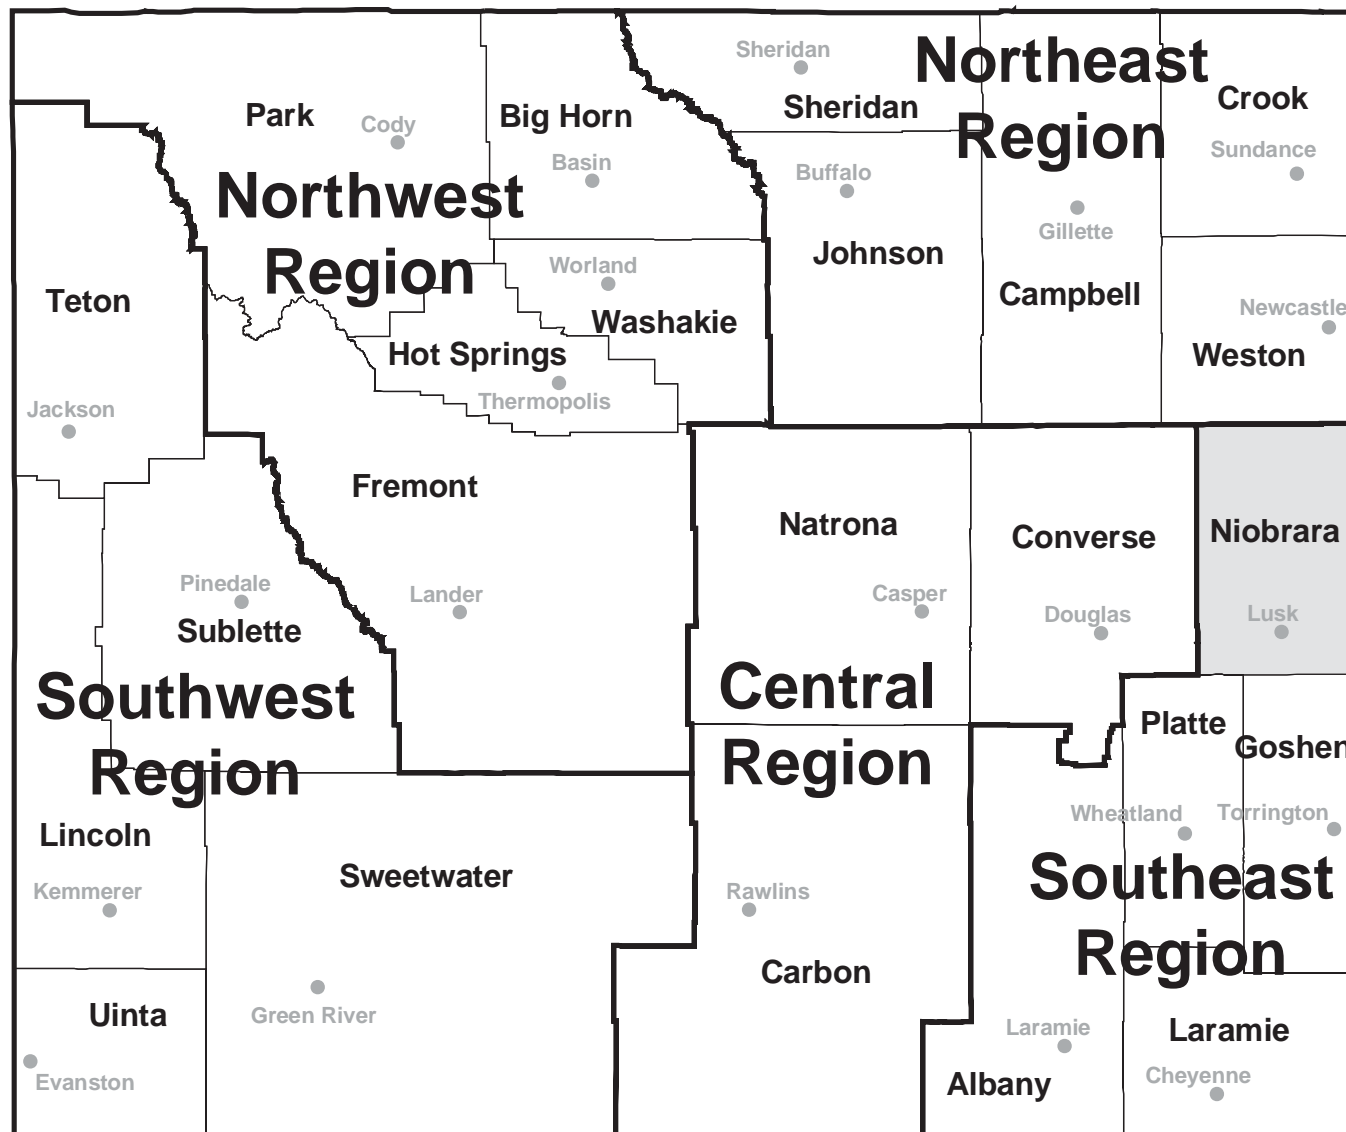 Sheridan
Northeast
Region
Crook
Park
Cody
Big Horn
Sheridan
Sundance
Basin
Buffalo
Northwest
Region
Gillette
Johnson
Worland
Teton
Campbell
Newcastle
Washakie
Hot Springs
Weston
Thermopolis
Jackson
Fremont
Natrona
Converse
Niobrara
Pinedale
Lander
Casper
Douglas
Lusk
Sublette
Southwest
Region
Central
Region
Platte
Goshen
Wheatland
Torrington
Lincoln
Kemmerer
Sweetwater
Rawlins
Southeast
Region
Carbon
Uinta
Green River
Laramie
Laramie
Evanston
Albany
Cheyenne